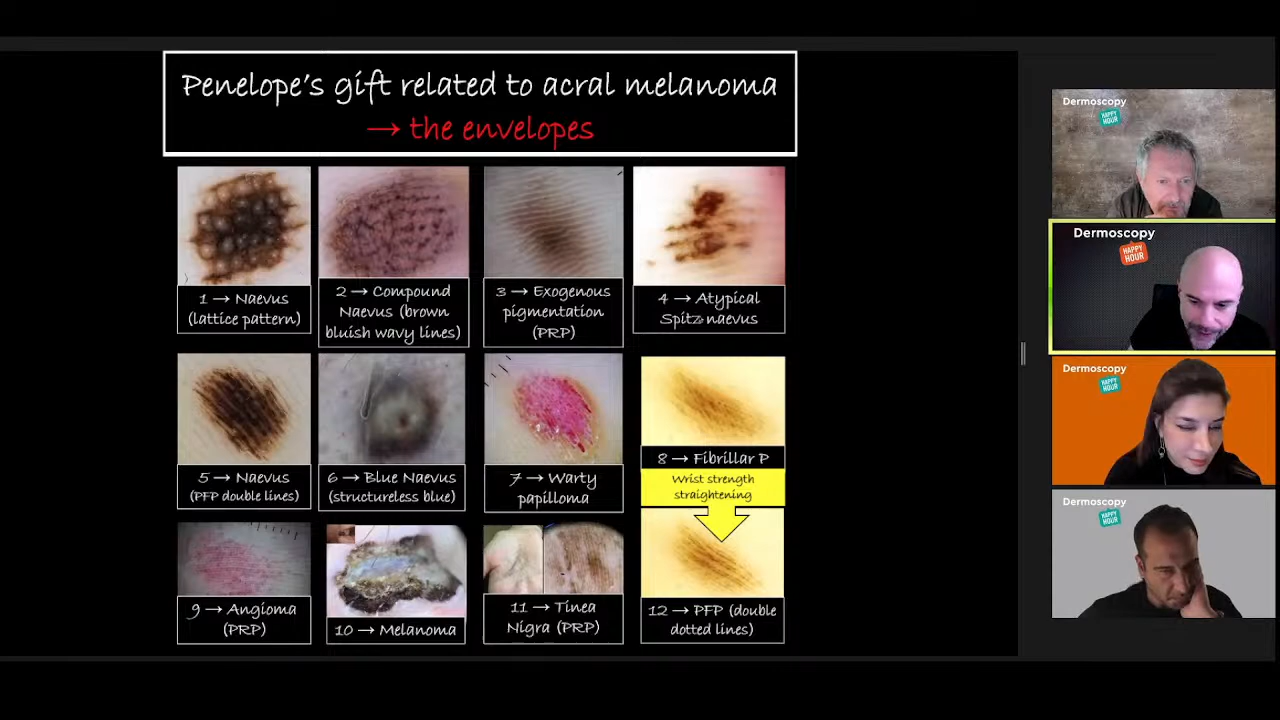 Penelope's gift related to acral melanoma
→ the envelopes
1 → Naevus
(lattice pattern)
2 → Compound
Naevus (brown
bluish wavy lines)
3 → Exogenous
pigmentation
(PRP)
4 → Atypical
Spitz naevus
5 → Naevus
(PFP double lines)
6 → Blue Naevus
(structureless blue)
7 → Warty
papilloma
8 → Fibrillar P
Wrist strength
straightening
9 → Angioma
(PRP)
10 → Melanoma
11 → Tinea
Nigra (PRP)
12 → PFP (double
dotted lines)
Dermoscopy
HAPPY
HOUR
Dermoscopy
HAPPY
HOUR
Dermoscopy
HAPPY
HOUR
Dermoscopy
HAPPY
HOUR